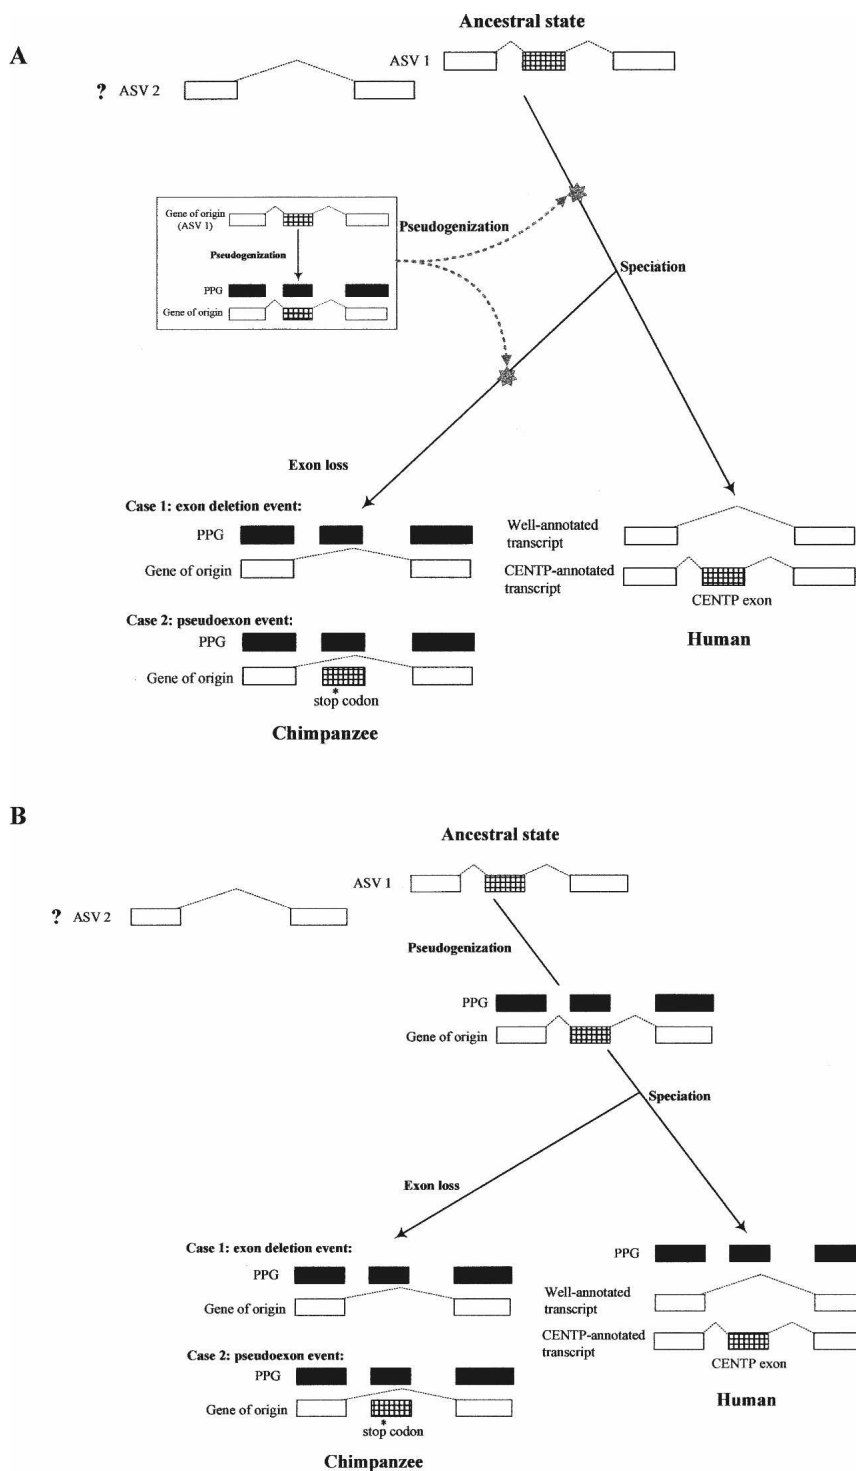 A
Ancestral state
ASV 1
? ASV 2
Gene of origin
(ASV 1)
Pseudogenization
PPG
Gene of origin
Pseudogenization
Speciation
Exon loss
Case 1: exon deletion event:
PPG
Gene of origin
Case 2: pseudoexon event:
PPG
Gene of origin
*
stop codon
Chimpanzee
Well-annotated
transcript
CENTP-annotated
transcript
CENTP exon
Human
B
Ancestral state
ASV 1
? ASV 2
Pseudogenization
PPG
Gene of origin
Speciation
Exon loss
Case 1: exon deletion event:
PPG
Gene of origin
Case 2: pseudoexon event:
PPG
Gene of origin
*
stop codon
Chimpanzee
PPG
Well-annotated
transcript
CENTP-annotated
transcript
CENTP exon
Human